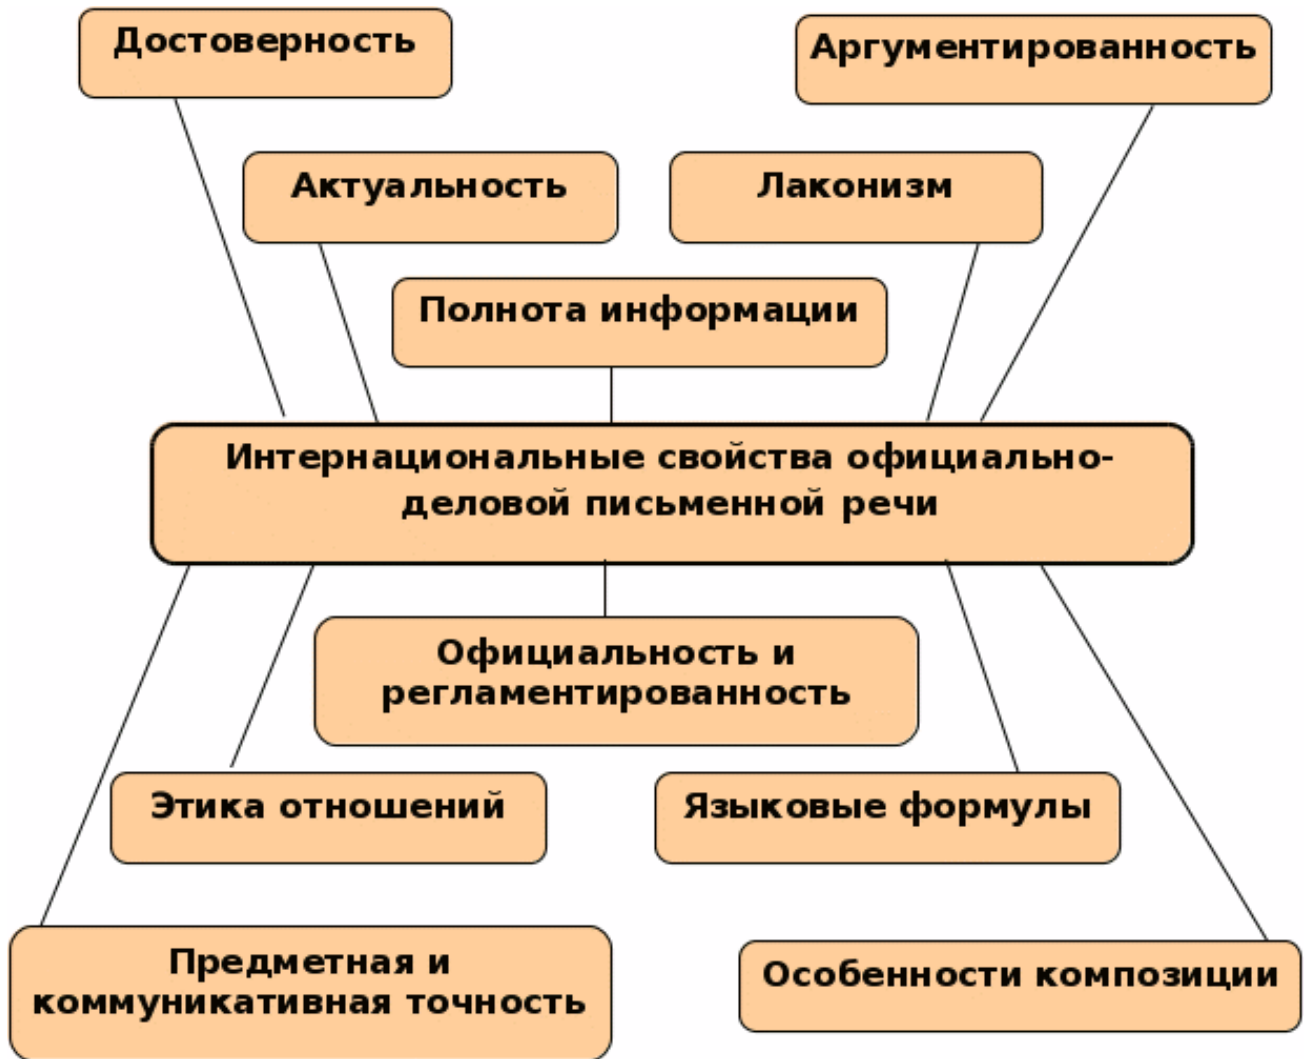 Достоверность
Аргументированность
Актуальность
Лаконизм
Полнота информации
Интернациональные свойства официально-
деловой письменной речи
Официальность и
регламентированность
Этика отношений
Языковые формулы
Предметная и
коммуникативная точность
Особенности композиции